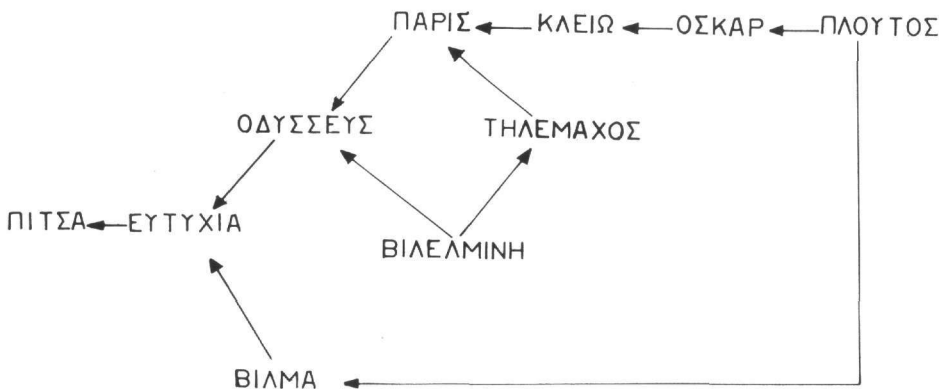 ΠΑΡΙΣ ΚΛΕΙΩ ΟΣΚΑΡ ΠΛΟΥΤΟΣ
ΟΔΥΣΣΕΥΣ ΤΗΛΕΜΑΧΟΣ
ΠΙΤΣΑ ΕΥΤΥΧΙΑ
ΒΙΛΕΛΜΙΝΗ
ΒΙΛΜΑ